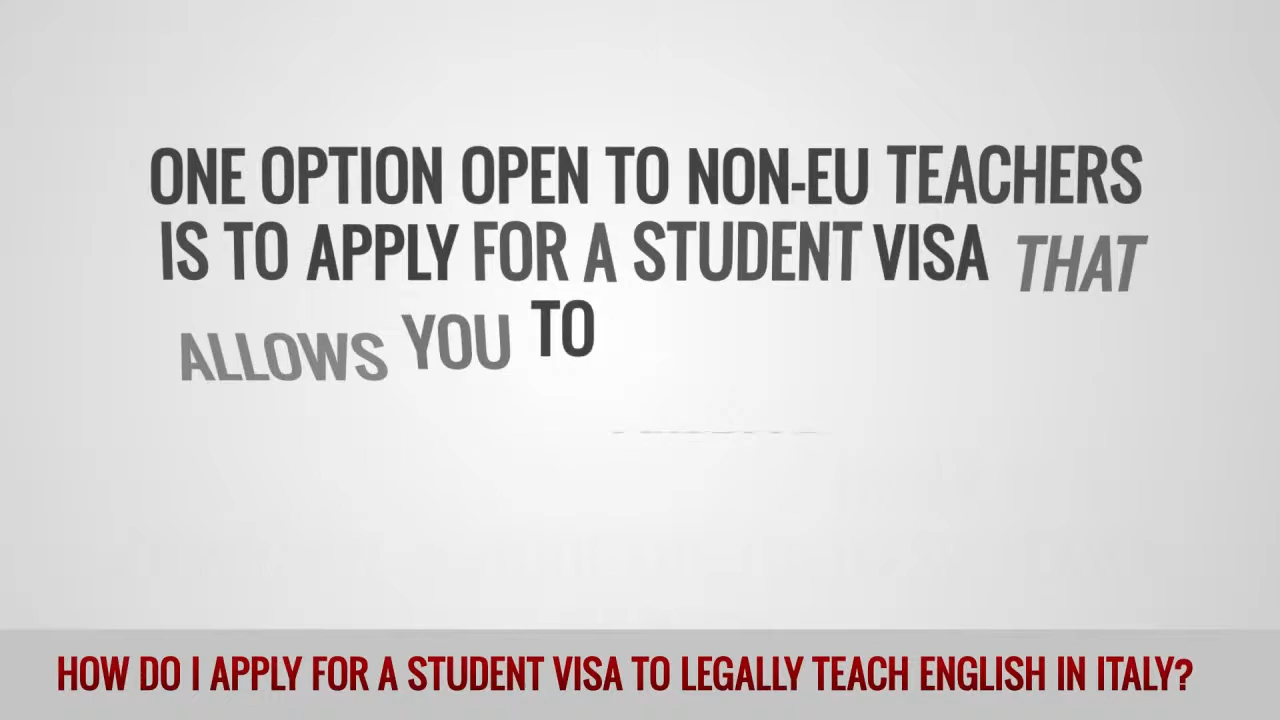 ONE OPTION OPEN TO NON-EU TEACHERS
IS TO APPLY FOR A STUDENT VISA THAT
ALLOWS YOU TO
HOW DO I APPLY FOR A STUDENT VISA TO LEGALLY TEACH ENGLISH IN ITALY?